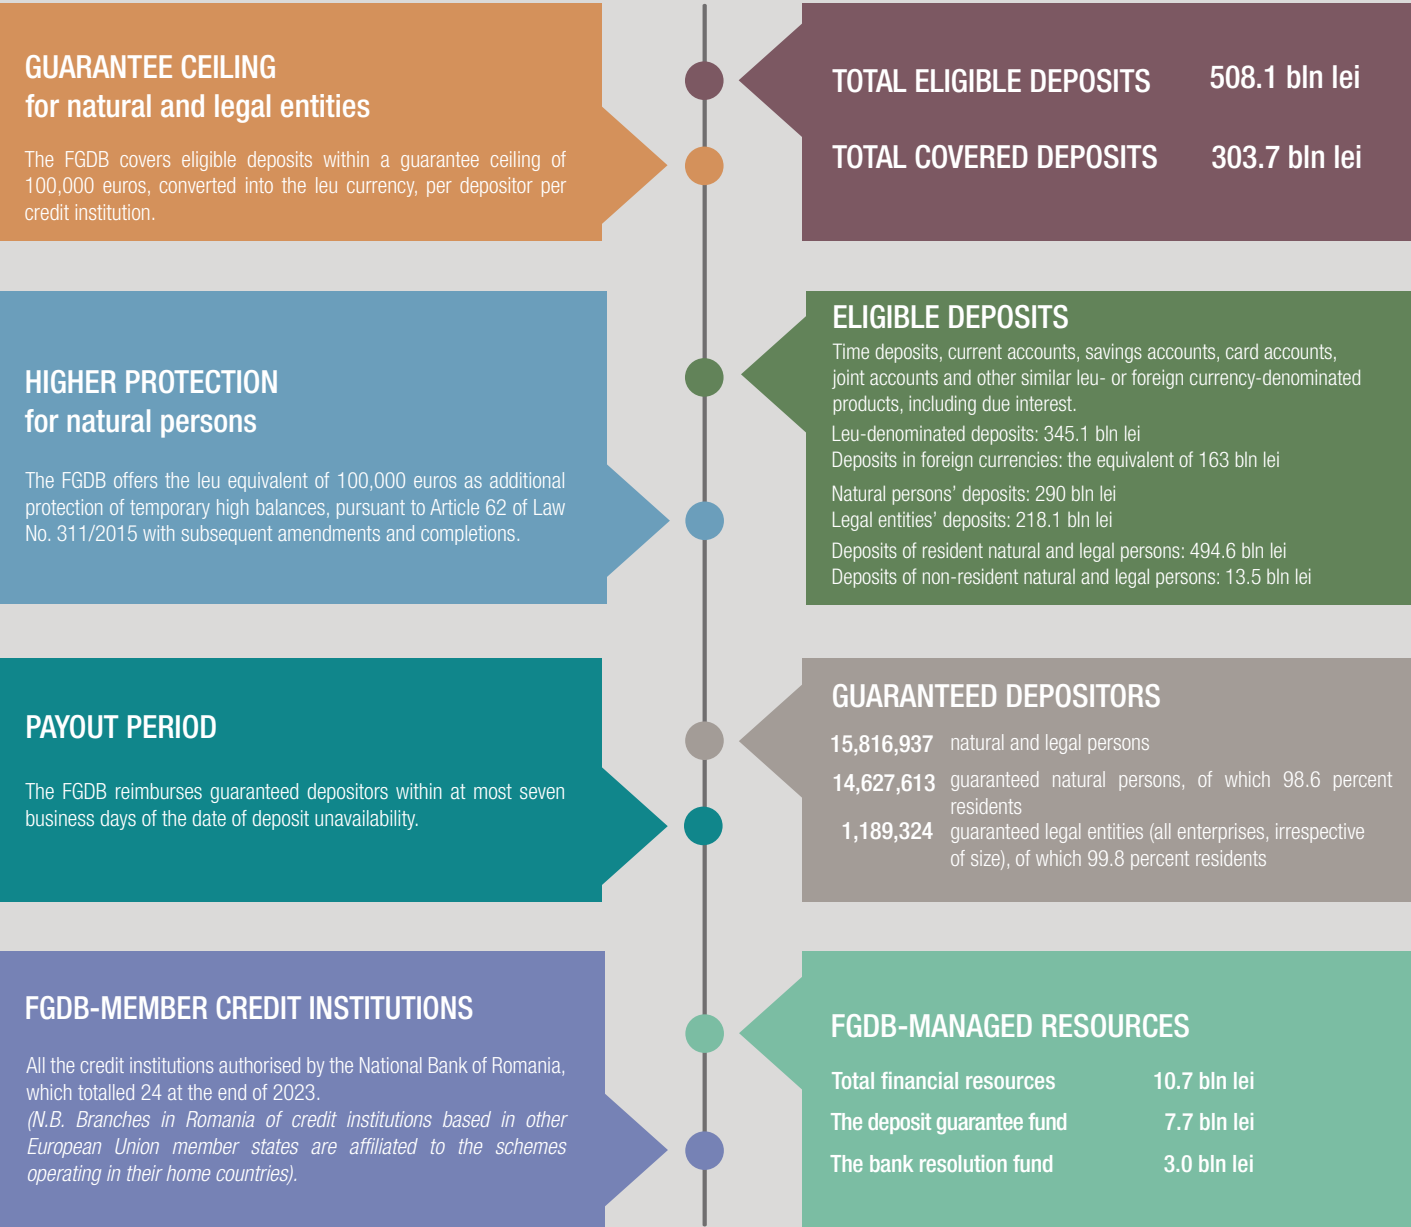 GUARANTEE CEILING
for natural and legal entities
The FGDB covers eligible deposits within a guarantee ceiling of
100,000 euros, converted into the leu currency, per depositor per
credit institution.
TOTAL ELIGIBLE DEPOSITS 508.1 bln lei
TOTAL COVERED DEPOSITS 303.7 bln lei
HIGHER PROTECTION
for natural persons
The FGDB offers the leu equivalent of 100,000 euros as additional
protection of temporary high balances, pursuant to Article 62 of Law
No. 311/2015 with subsequent amendments and completions.
ELIGIBLE DEPOSITS
Time deposits, current accounts, savings accounts, card accounts,
joint accounts and other similar leu- or foreign currency-denominated
products, including due interest.
Leu-denominated deposits: 345.1 bln lei
Deposits in foreign currencies: the equivalent of 163 bln lei
Natural persons’ deposits: 290 bln lei
Legal entities’ deposits: 218.1 bln lei
Deposits of resident natural and legal persons: 494.6 bln lei
Deposits of non-resident natural and legal persons: 13.5 bln lei
PAYOUT PERIOD
The FGDB reimburses guaranteed depositors within at most seven
business days of the date of deposit unavailability.
GUARANTEED DEPOSITORS
15,816,937 natural and legal persons
14,627,613 guaranteed natural persons, of which 98.6 percent
residents
1,189,324 guaranteed legal entities (all enterprises, irrespective
of size), of which 99.8 percent residents
FGDB-MEMBER CREDIT INSTITUTIONS
All the credit institutions authorised by the National Bank of Romania,
which totalled 24 at the end of 2023.
(N.B. Branches in Romania of credit institutions based in other
European Union member states are affiliated to the schemes
operating in their home countries).
FGDB-MANAGED RESOURCES
Total financial resources 10.7 bln lei
The deposit guarantee fund 7.7 bln lei
The bank resolution fund 3.0 bln lei